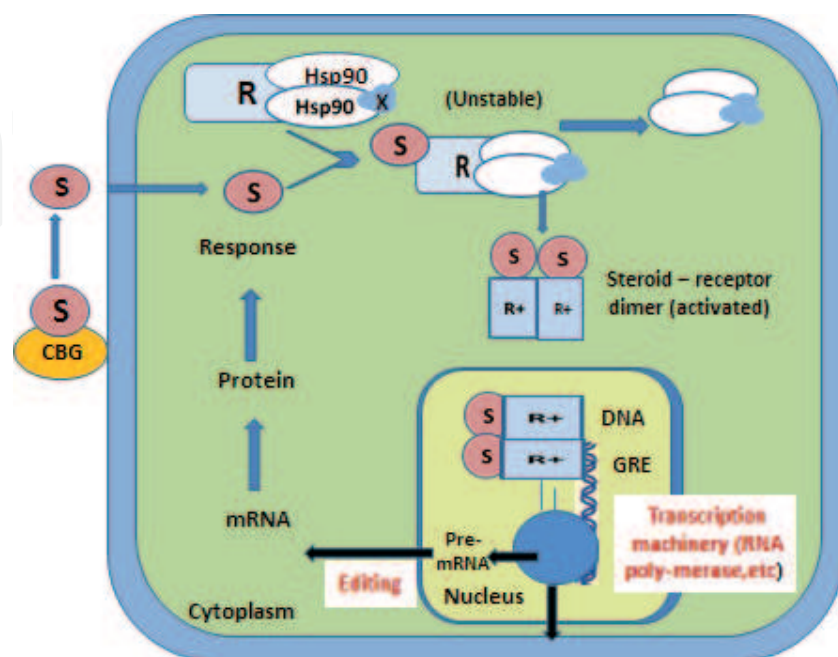 Hsp90
R
Hsp90
X
(Unstable)
S
R
S
S
Response
S
CBG
S
S
R+
R+
Steroid – receptor
dimer (activated)
Protein
S
R+
DNA
S
R+
GRE
mRNA
Pre-
mRNA
Transcription
machinery (RNA
poly-merase,etc)
Editing
Nucleus
Cytoplasm